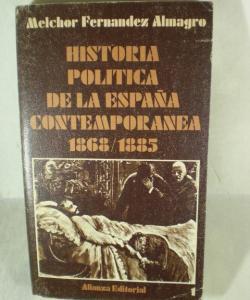 Melchor Fernandez Almagro
HISTORIA
POLITICA
DE LA ESPAÑA
CONTEMPORANEA
1868/1885
Alianza Editorial
1